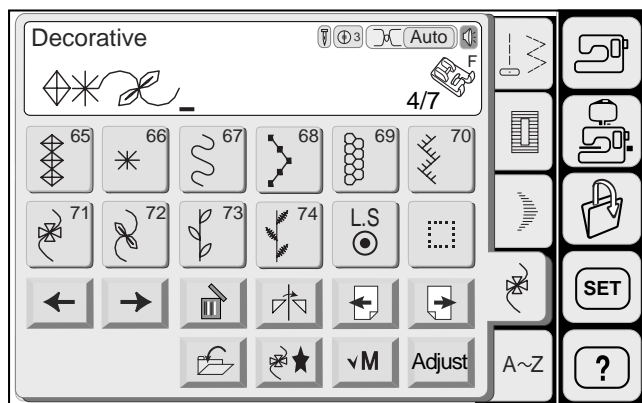 Decorative 3 Auto
F
4/7
65 66 67 68 69 70
71 72 73 74 L.S
SET
M Adjust A~Z ?